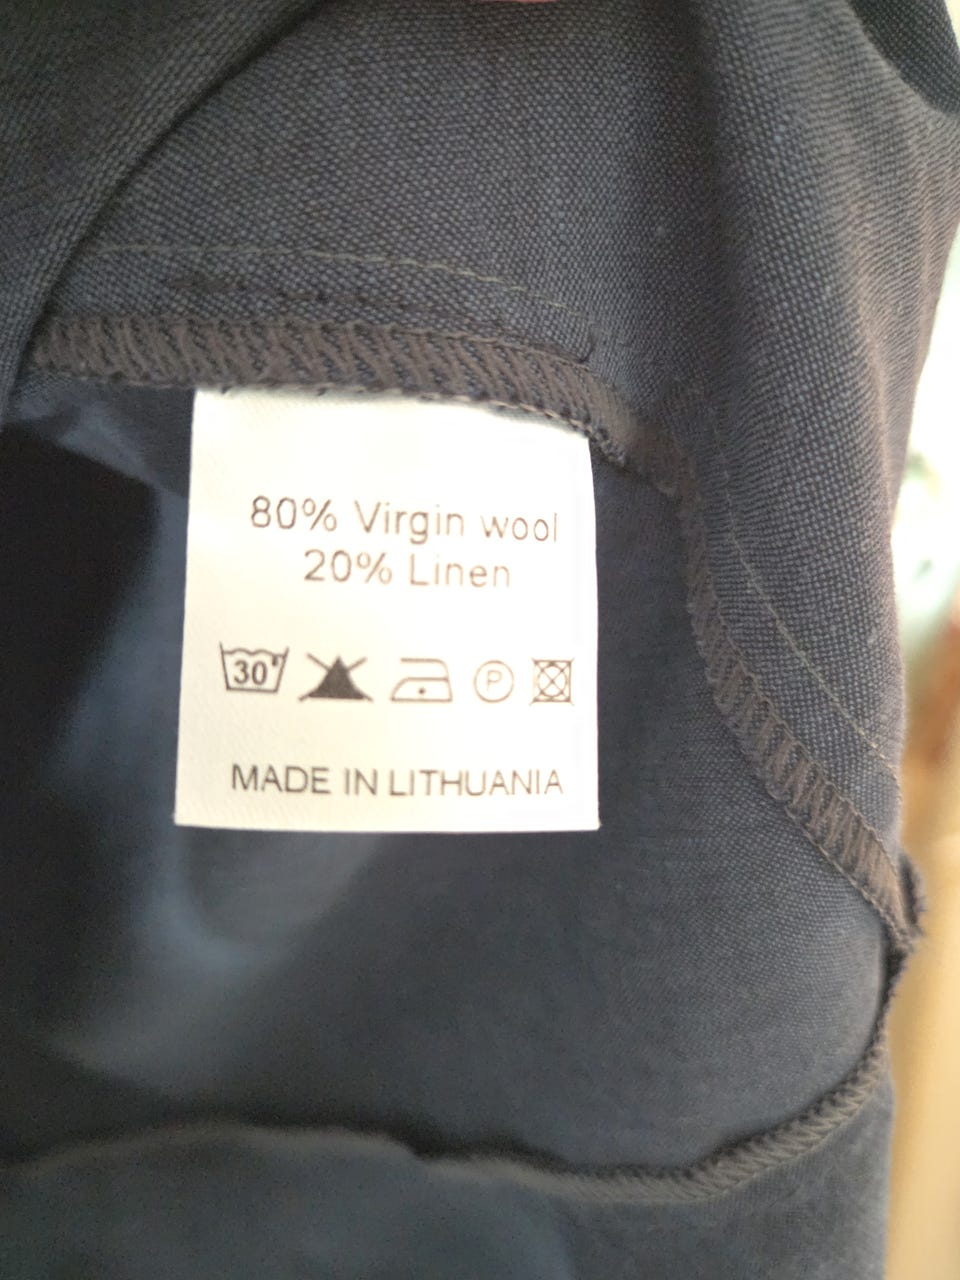 80% Virgin wool
20% Linen
30°
P
MADE IN LITHUANIA